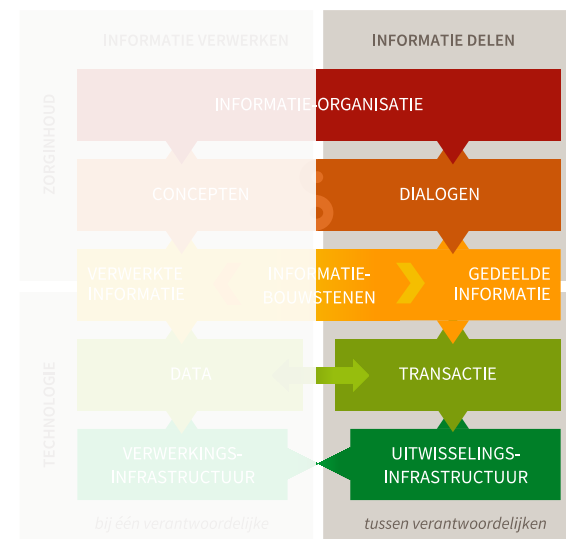 INFORMATIE VERWERKEN
INFORMATIE DELEN
ZORGINHOUD
INFORMATIE-ORGANISATIE
CONCEPTEN
DIALOGEN
VERWERKTE
INFORMATIE
INFORMATIE-
BOUWSTENEN
GEDEELDE
INFORMATIE
TECHNOLOGIE
DATA
TRANSACTIE
VERWERKINGS-
INFRASTRUCTUUR
UITWISSELINGS-
INFRASTRUCTUUR
bij één verantwoordelijke
tussen verantwoordelijken